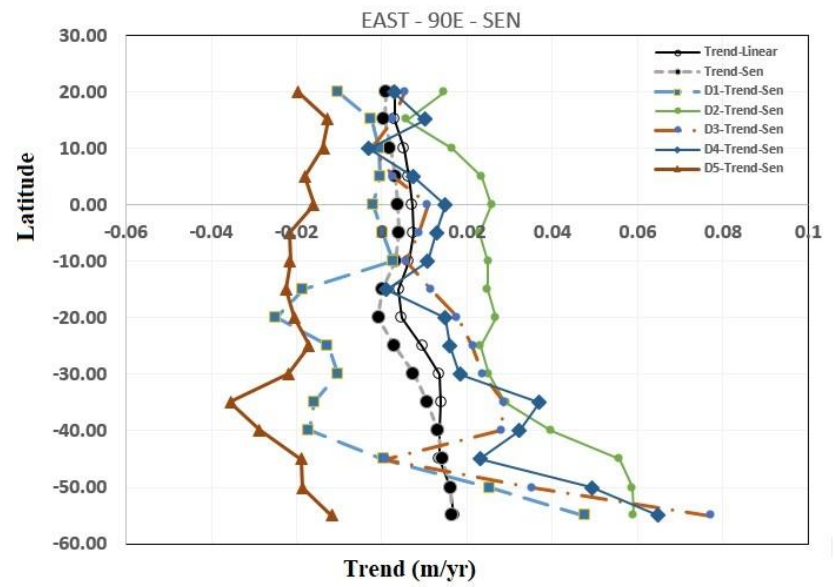 EAST - 90E - SEN
30.00
20.00
10.00
0.00
-10.00
-20.00
-30.00
-40.00
-50.00
-60.00
-0.06
-0.04
-0.02
0
0.02
0.04
0.06
0.08
0.1
Latitude
Trend (m/yr)
Trend-Linear
Trend-Sen
D1-Trend-Sen
D2-Trend-Sen
D3-Trend-Sen
D4-Trend-Sen
D5-Trend-Sen